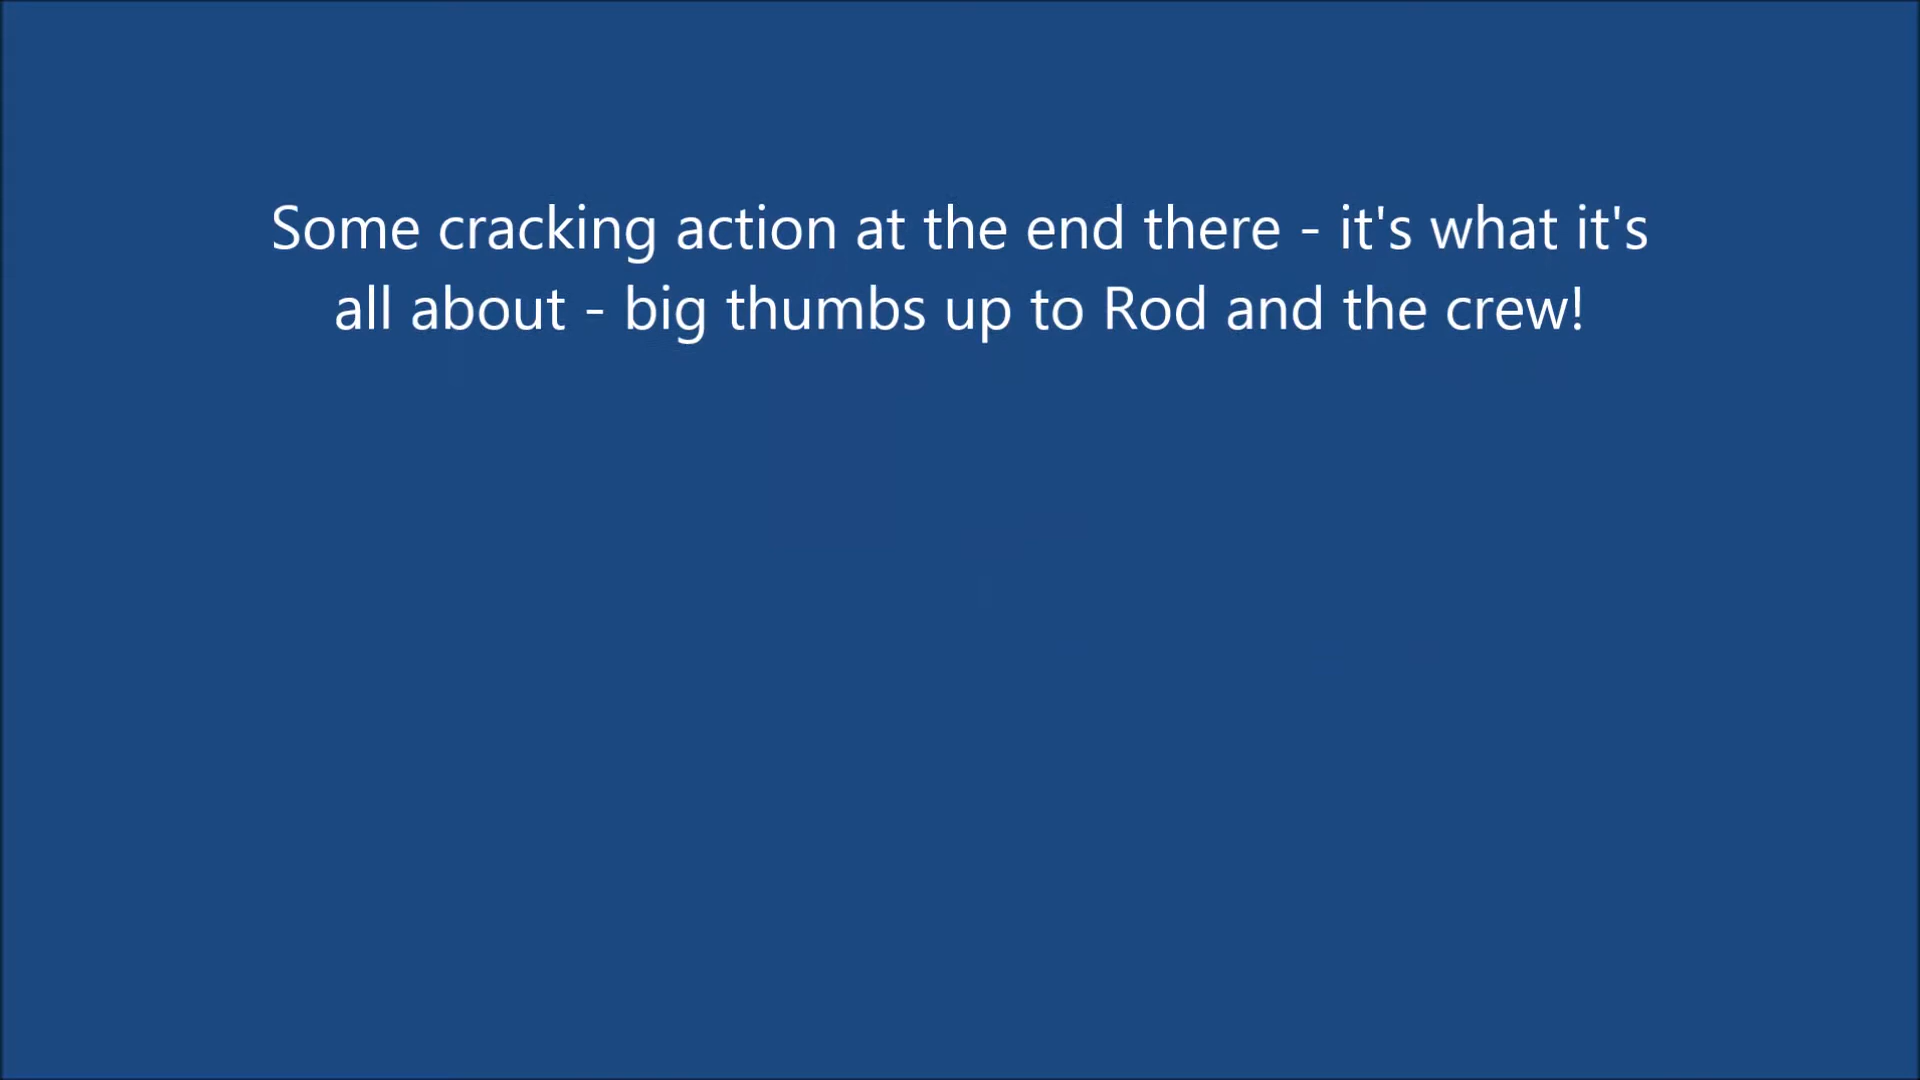 Some cracking action at the end there - it's what it's
all about - big thumbs up to Rod and the crew!